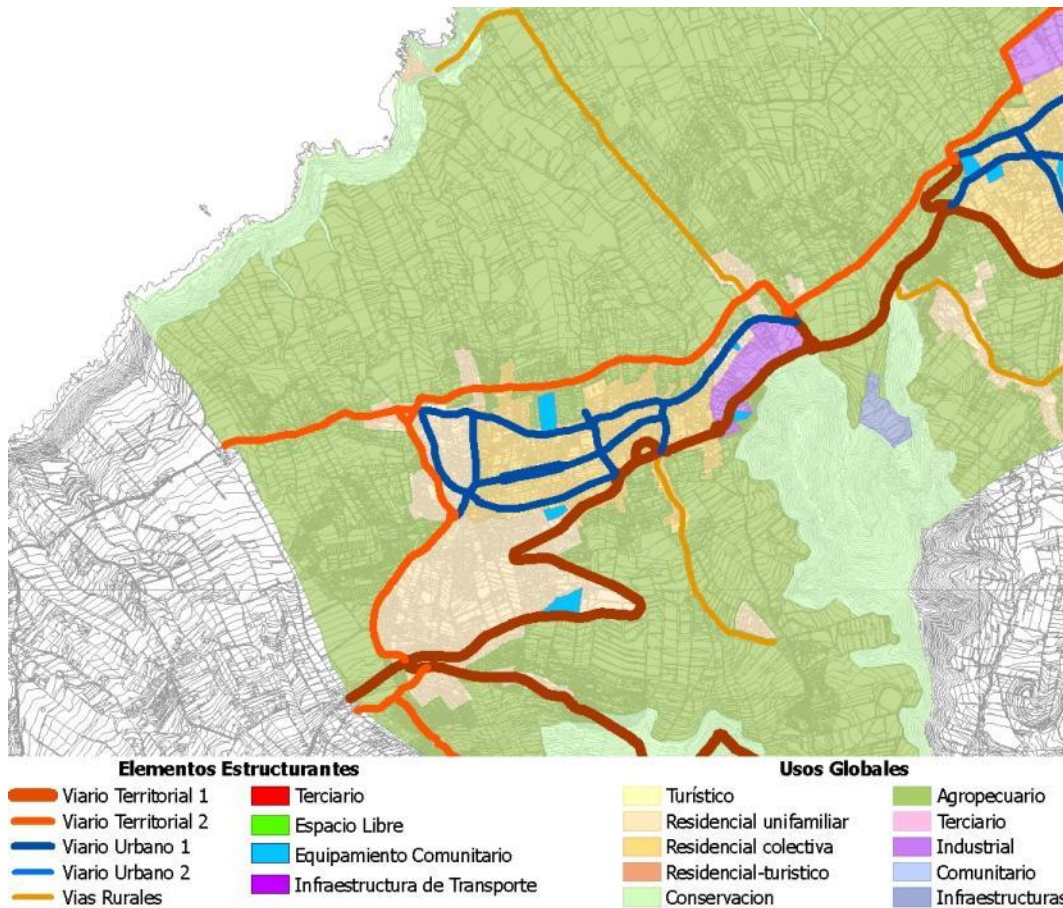 Elementos Estructurantes
Viario Territorial 1
Viario Territorial 2
Viario Urbano 1
Viario Urbano 2
Vias Rurales
Terciario
Espacio Libre
Equipamiento Comunitario
Infraestructura de Transporte
Usos Globales
Turístico
Residencial unifamiliar
Residencial colectiva
Residencial-turistico
Conservacion
Agropecuario
Terciario
Industrial
Comunitario
Infraestructuras